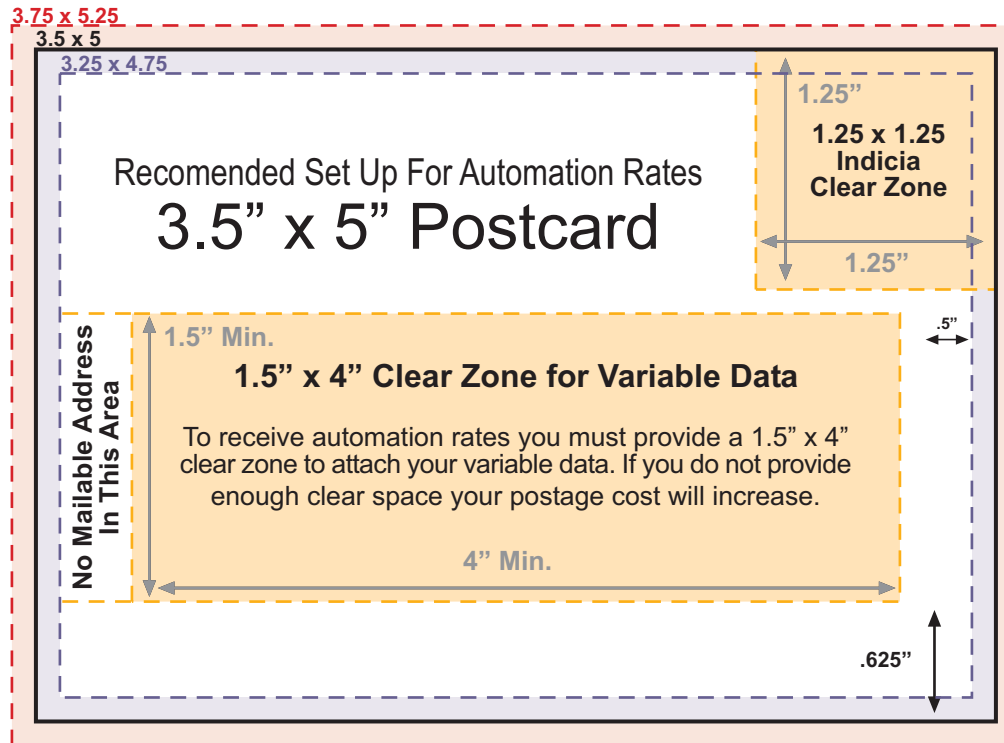 3.75 x 5.25
3.5 x 5
3.25 x 4.75
1.25”
1.25 x 1.25
Indicia
Clear Zone
1.25”
Recomended Set Up For Automation Rates
3.5” x 5” Postcard
.5”
No Mailable Address
In This Area
1.5” Min.
1.5” x 4” Clear Zone for Variable Data
To receive automation rates you must provide a 1.5” x 4”
clear zone to attach your variable data. If you do not provide
enough clear space your postage cost will increase.
4” Min.
.625”